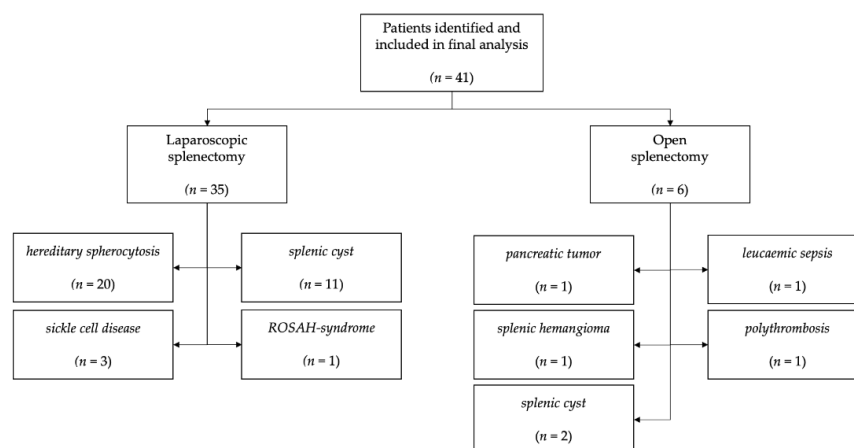 Patients identified and
included in final analysis
(n = 41)
Laparoscopic
splenectomy
(n = 35)
Open
splenectomy
(n = 6)
hereditary spherocytosis
(n = 20)
splenic cyst
(n = 11)
sickle cell disease
(n = 3)
ROSAH-syndrome
(n = 1)
pancreatic tumor
(n = 1)
leucaemic sepsis
(n = 1)
splenic hemangioma
(n = 1)
polythrombosis
(n = 1)
splenic cyst
(n = 2)